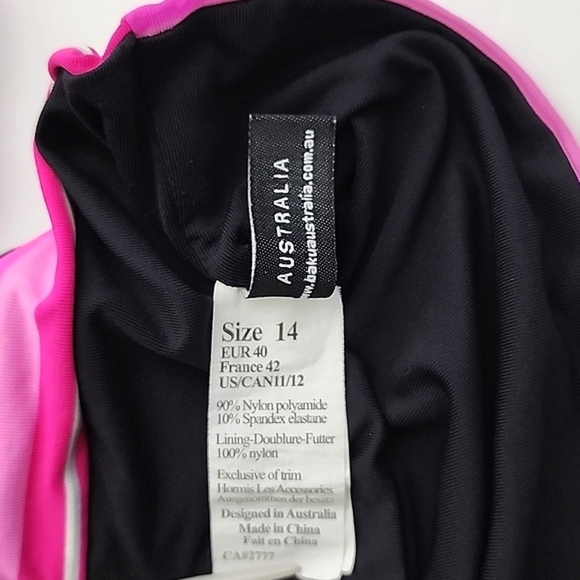 AUSTRALIA
www.bakuaustralia.com.au
Size 14
EUR 40
France 42
US/CAN11/12
90% Nylon polyamide
10% Spandex elastane
Lining-Doublure-Futter
100% nylon
Exclusive of trim
Hormis Les Accessories
Ausgenommen der besatz
Designed in Australia
Made in China
Fait en China
CA#2777